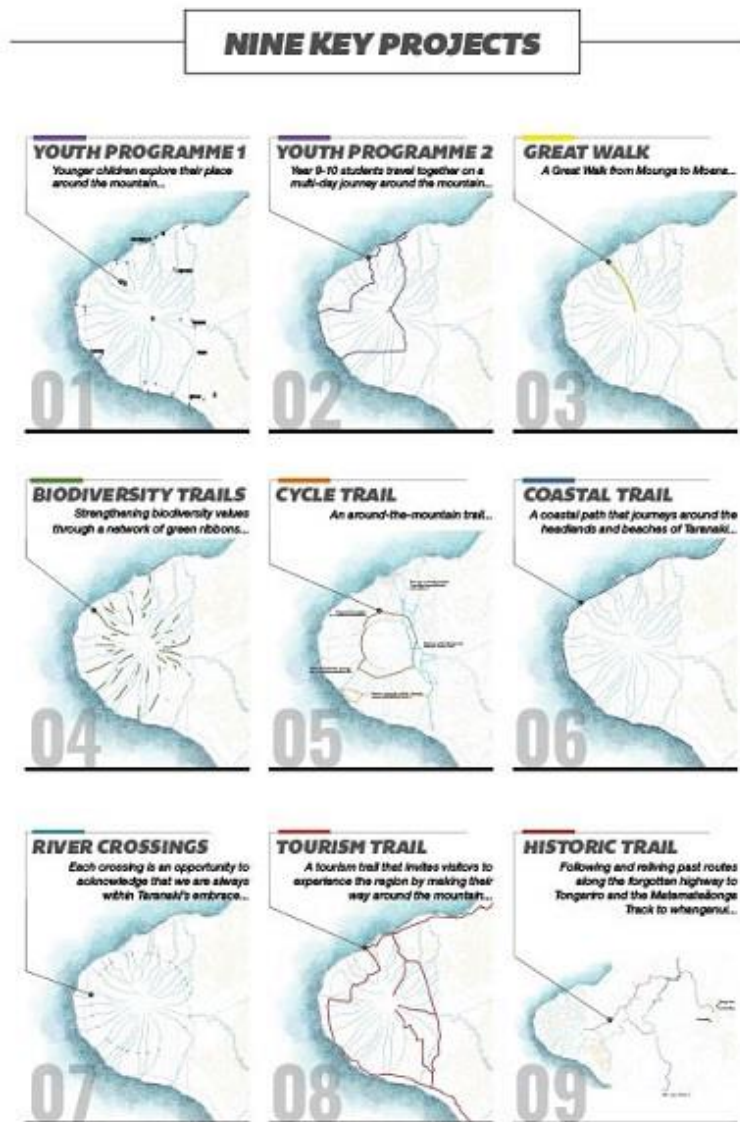 NINE KEY PROJECTS
YOUTH PROGRAMME 1
Younger children explore their place
around the mountain...
01
YOUTH PROGRAMME 2
Year 9-10 students travel together on a
multi-day journey around the mountain...
02
GREAT WALK
A Great Walk from Mounga to Moana...
03
BIODIVERSITY TRAILS
Strengthening biodiversity values
through a network of green ribbons...
04
CYCLE TRAIL
An around-the-mountain trail...
05
COASTAL TRAIL
A coastal path that journeys around the
headlands and beaches of Taranaki...
06
RIVER CROSSINGS
Each crossing is an opportunity to
acknowledge that we are always
within Taranaki's embrace...
07
TOURISM TRAIL
A tourism trail that invites visitors to
experience the region by making their
way around the mountain...
08
HISTORIC TRAIL
Following and reliving past routes
along the forgotten highway to
Tongariro and the
Track to whanganui...
09